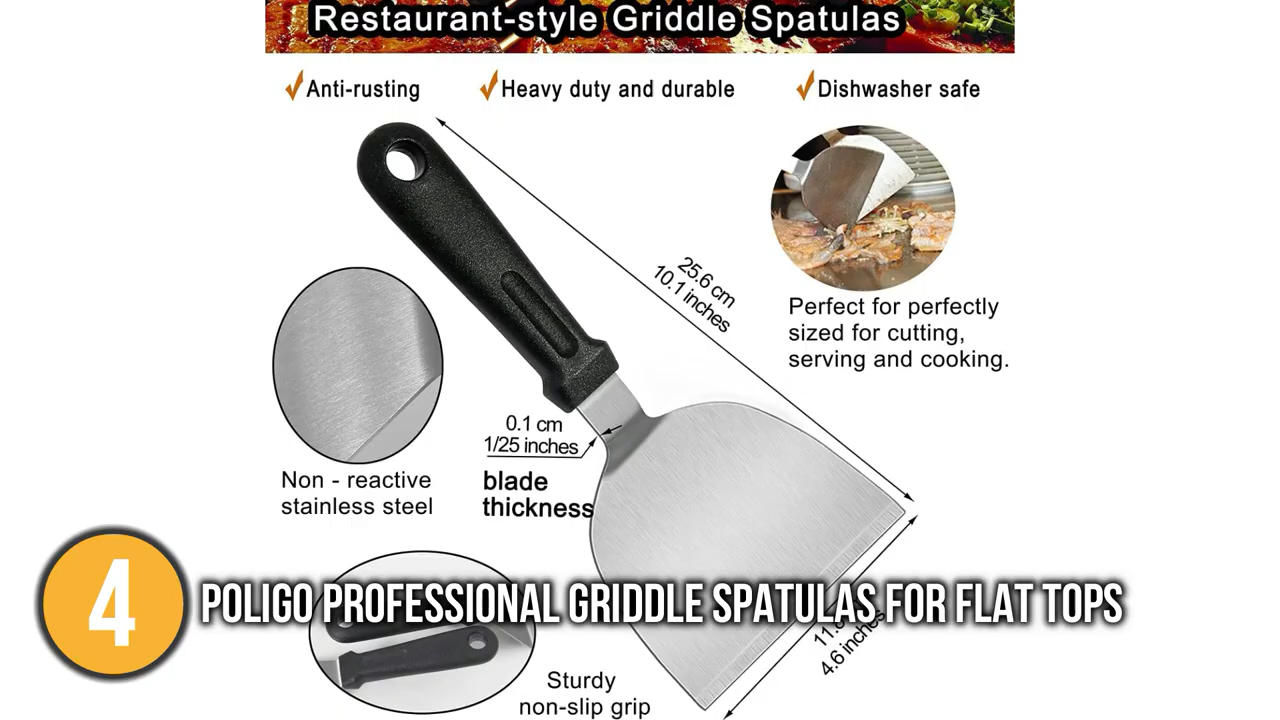 Restaurant-style Griddle Spatulas
Anti-rusting
Heavy duty and durable
Dishwasher safe
25.6 cm
10.1 inches
Perfect for perfectly
sized for cutting,
serving and cooking.
0.1 cm
1/25 inches
blade
thickness
Non - reactive
stainless steel
4
POLIGO PROFESSIONAL GRIDDLE SPATULAS FOR FLAT TOPS
4.6 inches
Sturdy
non-slip grip